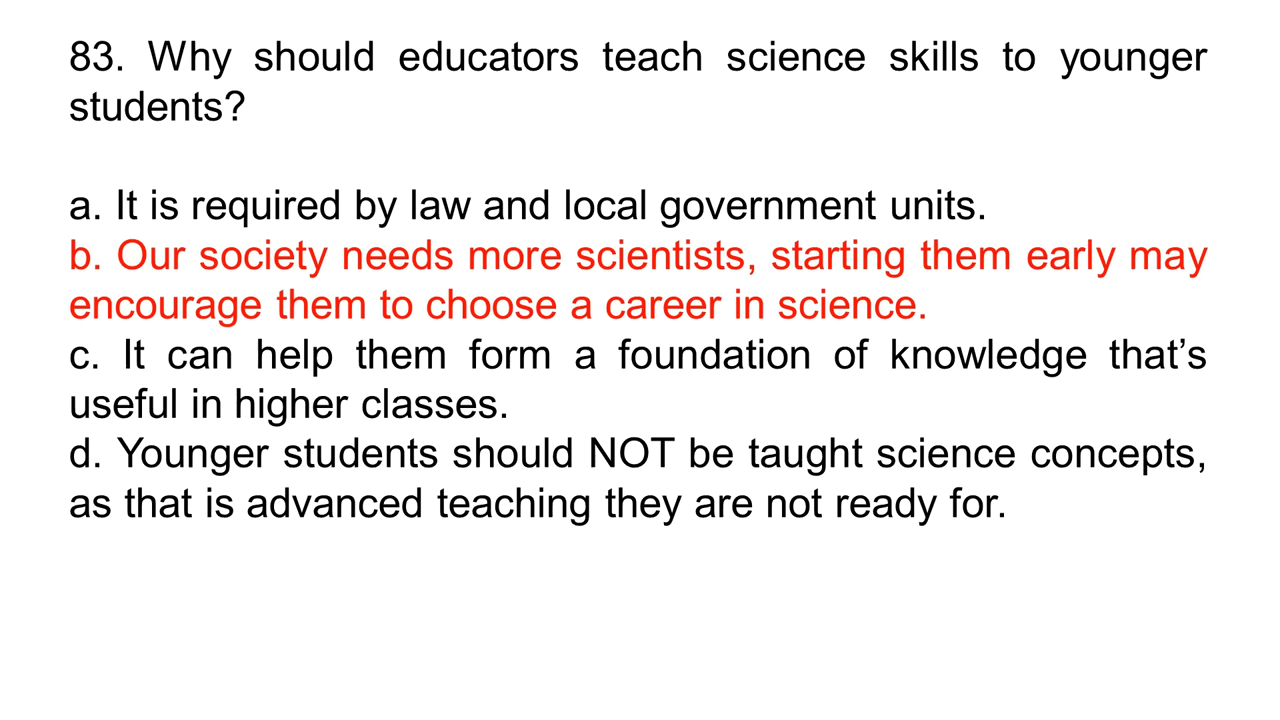 83. Why should educators teach science skills to younger
students?
a. It is required by law and local government units.
b. Our society needs more scientists, starting them early may
encourage them to choose a career in science.
c. It can help them form a foundation of knowledge that’s
useful in higher classes.
d. Younger students should NOT be taught science concepts,
as that is advanced teaching they are not ready for.